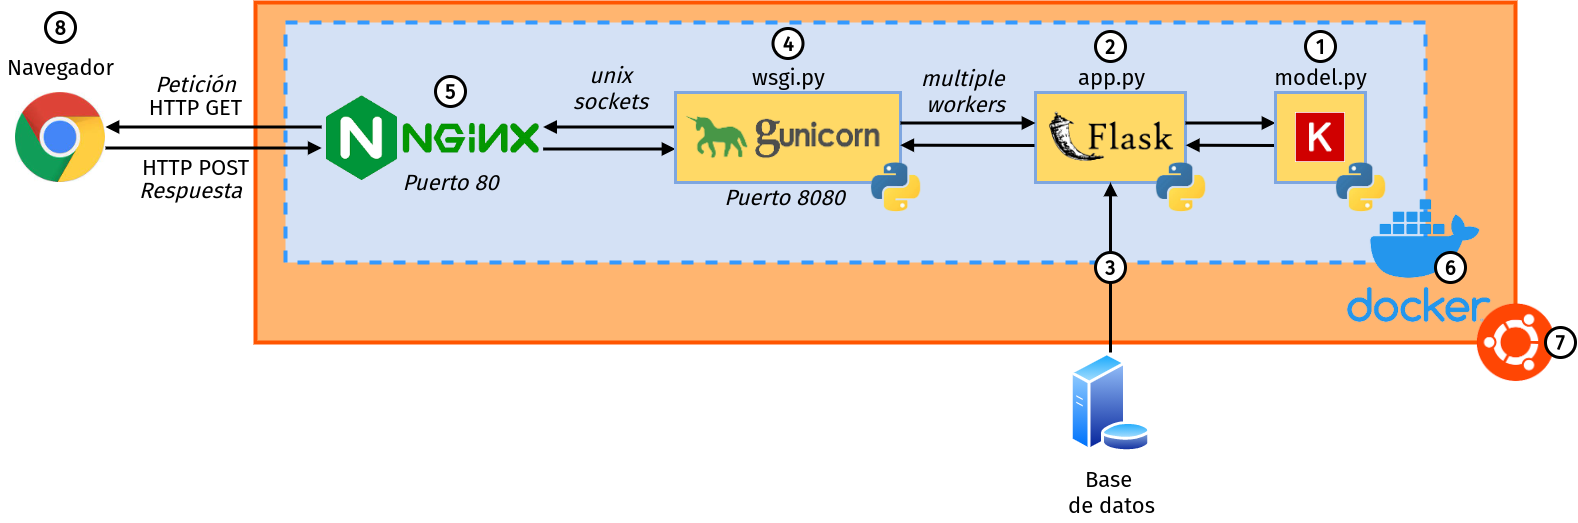 8
Navegador
Petición
HTTP GET
HTTP POST
Respuesta
5
N
NGINX
Puerto 80
unix
sockets
4
wsgi.py
gunicorn
Puerto 8080
multiple
workers
2
app.py
Flask
1
model.py
K
3
6
docker
7
Base
de datos